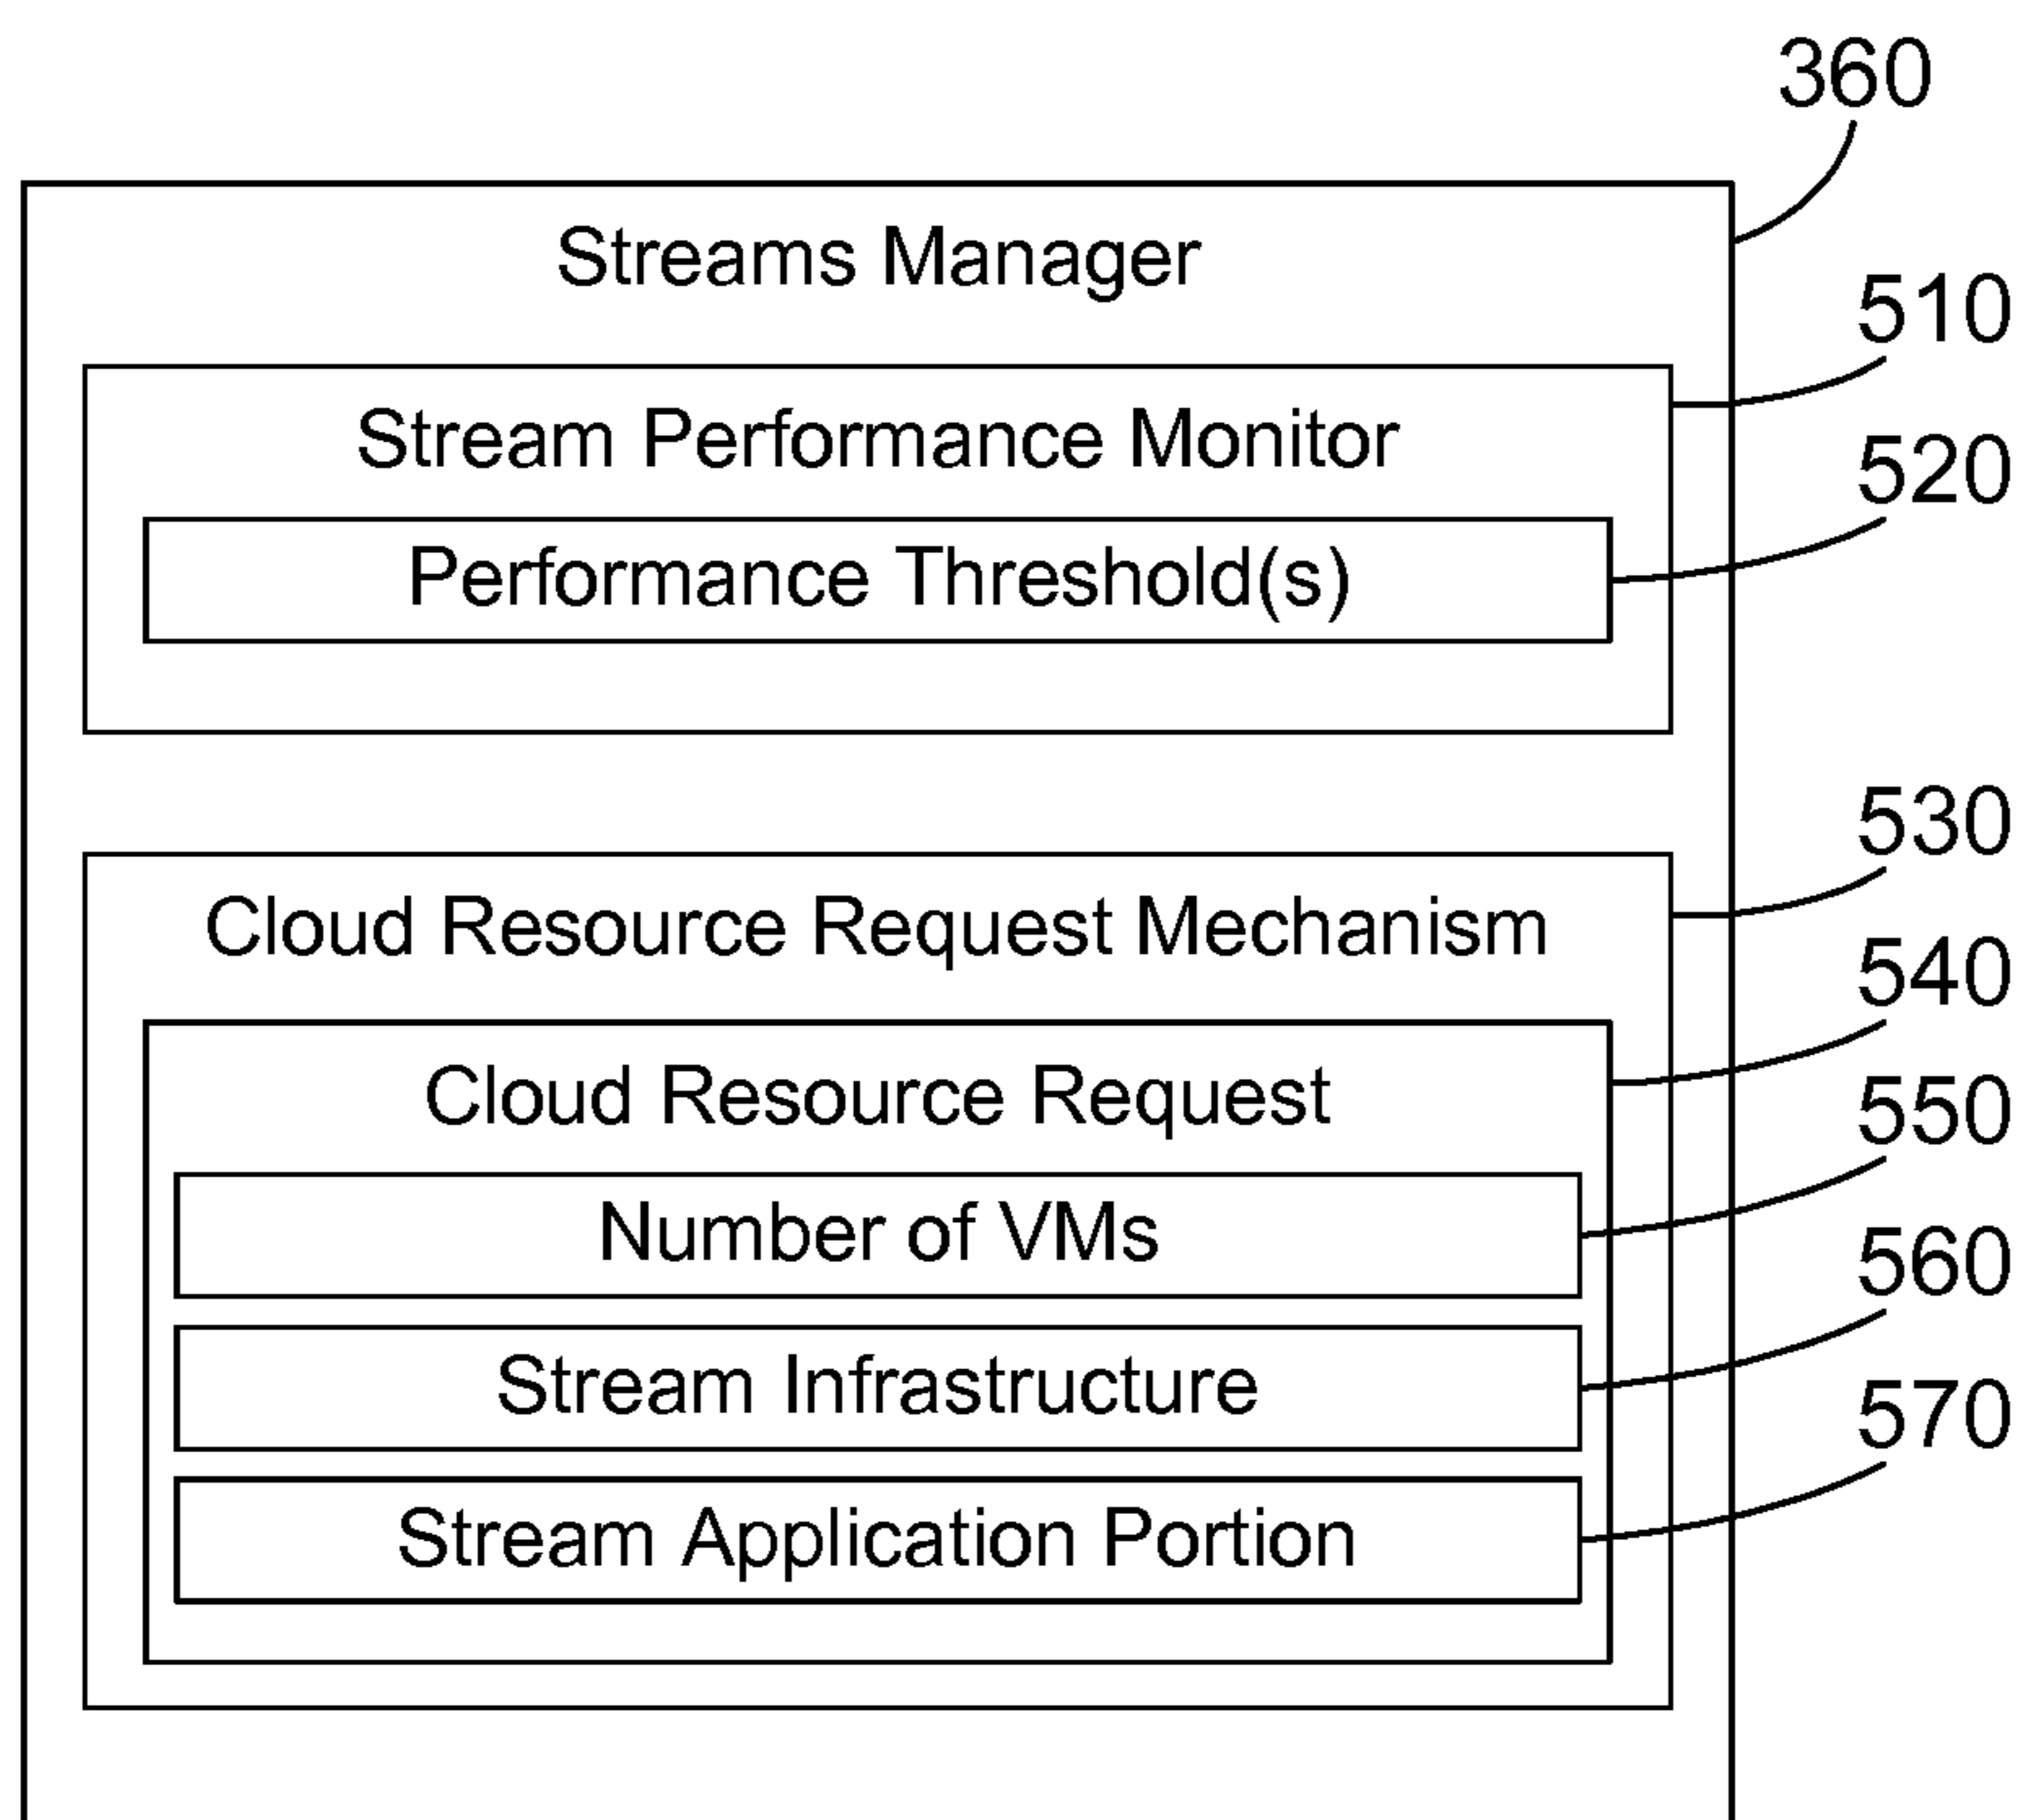 360
Streams Manager
510
Stream Performance Monitor
520
Performance Threshold(s)
530
Cloud Resource Request Mechanism
540
Cloud Resource Request
550
Number of VMs
560
Stream Infrastructure
570
Stream Application Portion